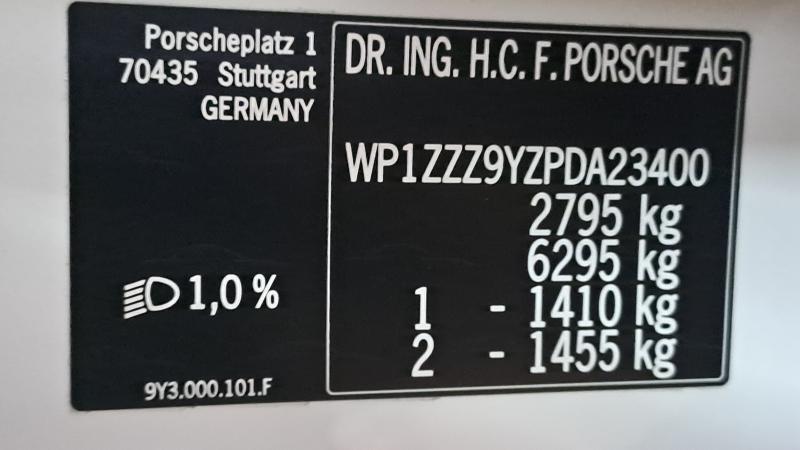 Porscheplatz 1
70435 Stuttgart
GERMANY
1,0 %
9Y3.000.101.F
DR. ING. H.C. F. PORSCHE AG
WP1ZZZ9YZPDA23400
2795 kg
6295 kg
1 - 1410 kg
2 - 1455 kg